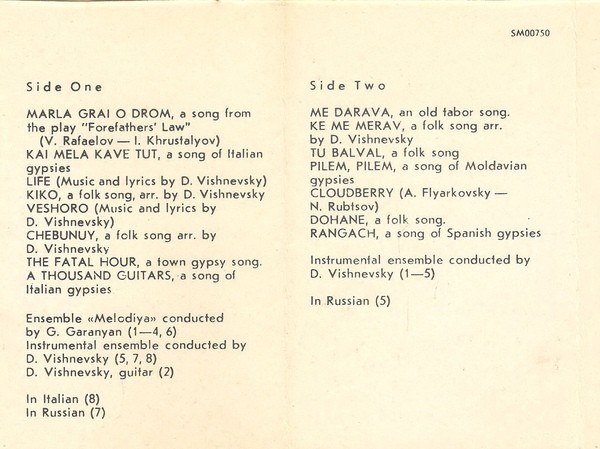 SM00750
Side One
MARLA GRAI O DROM, a song from
the play "Forefathers' Law"
(V. Rafaelov — I. Khrustalyov)
KAI MELA KAVE TUT, a song of Italian
gypsies
LIFE (Music and lyrics by D. Vishnevsky)
KIKO, a folk song, arr. by D. Vishnevsky
VESHORO (Music and lyrics by
D. Vishnevsky)
CHEBUNUY, a folk song arr. by
D. Vishnevsky
THE FATAL HOUR, a town gypsy song.
A THOUSAND GUITARS, a song of
Italian gypsies
Ensemble «Melodiya» conducted
by G. Garanyan (1—4, 6)
Instrumental ensemble conducted by
D. Vishnevsky (5, 7, 8)
D. Vishnevsky, guitar (2)
In Italian (8)
In Russian (7)
Side Two
ME DARAVA, an old tabor song.
KE ME MERAV, a folk song arr.
by D. Vishnevsky
TU BALVAL, a folk song
PILEM, PILEM, a song of Moldavian
gypsies
CLOUDBERRY (A. Flyarkovsky —
N. Rubtsov)
DOHANE, a folk song.
RANGACH, a song of Spanish gypsies
Instrumental ensemble conducted by
D. Vishnevsky (1—5)
In Russian (5)